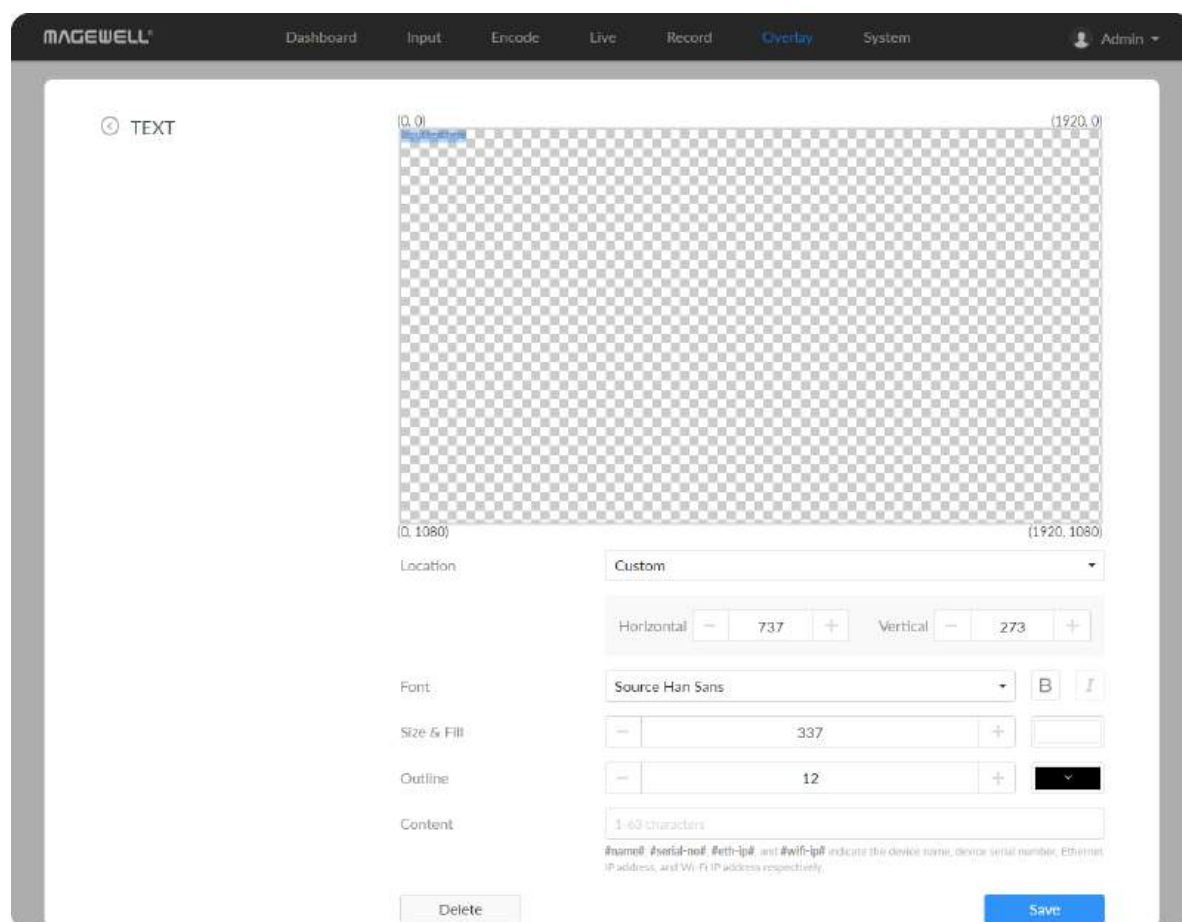 MAGEWELL
Dashboard Input Encode Live Record Overlay System Admin
TEXT
(0, 0) (1920, 0)
(0, 1080) (1920, 1080)
Location Custom
Horizontal − 737 + Vertical − 273 +
Font Source Han Sans B I
Size & Fill − 337 +
Outline − 12 +
Content 1-63 characters
#name#, #serial-no#, #eth-ip#, and #wifi-ip# indicate the device name, device serial number, Ethernet
IP address, and Wi-Fi IP address respectively.
Delete Save